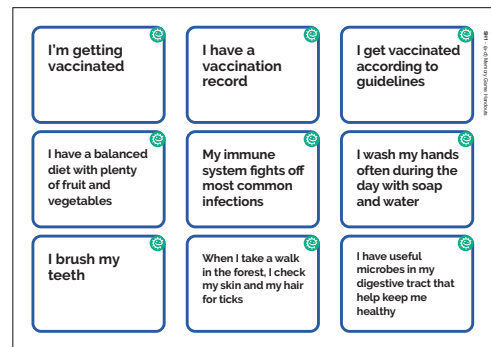 I'm getting
vaccinated
I have a
vaccination
record
I get vaccinated
according to
guidelines
I have a balanced
diet with plenty
of fruit and
vegetables
My immune
system fights off
most common
infections
I wash my hands
often during the
day with soap
and water
I brush my
teeth
When I take a walk
in the forest, I check
my skin and my hair
for ticks
I have useful
microbes in my
digestive tract that
help keep me
healthy
Memory Game Handouts